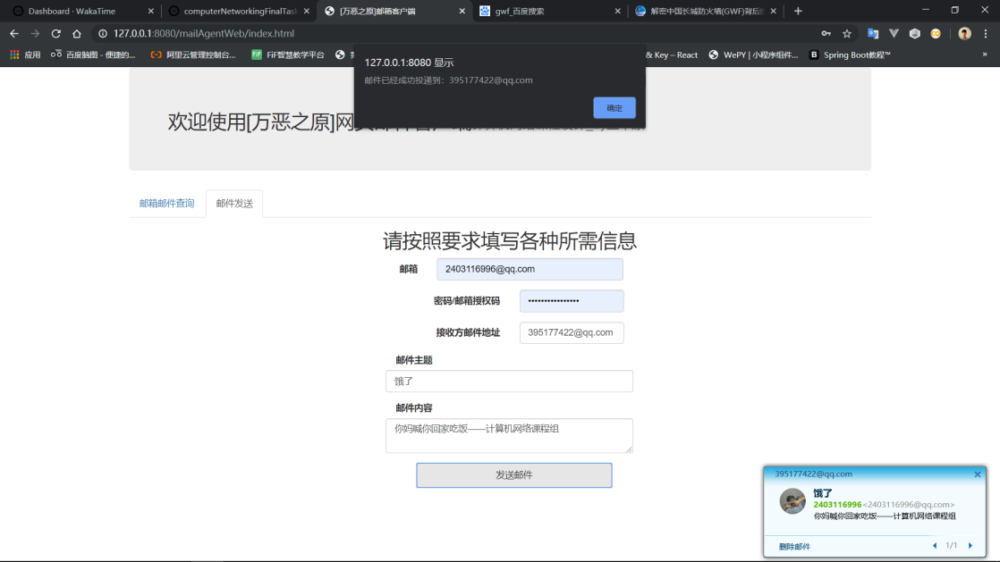 Dashboard · WakaTime
computerNetworkingFinalTas
[万恶之原]邮箱客户端
gwf_百度搜索
解密中国长城防火墙(GWF)背后
127.0.0.1:8080/mailAgentWeb/index.html
应用
百度脑图 - 便捷的...
阿里云管理控制台...
FiF智慧教学平台
& Key – React
WePY | 小程序组件...
Spring Boot教程™
»
127.0.0.1:8080 显示
邮件已经成功投递到：395177422@qq.com
确定
欢迎使用[万恶之原]网
邮箱邮件查询
邮件发送
请按照要求填写各种所需信息
邮箱
2403116996@qq.com
密码/邮箱授权码
接收方邮件地址
395177422@qq.com
邮件主题
饿了
邮件内容
你妈喊你回家吃饭——计算机网络课程组
发送邮件
395177422@qq.com
饿了
2403116996<2403116996@qq.com>
你妈喊你回家吃饭——计算机网络课程组
删除邮件
1/1